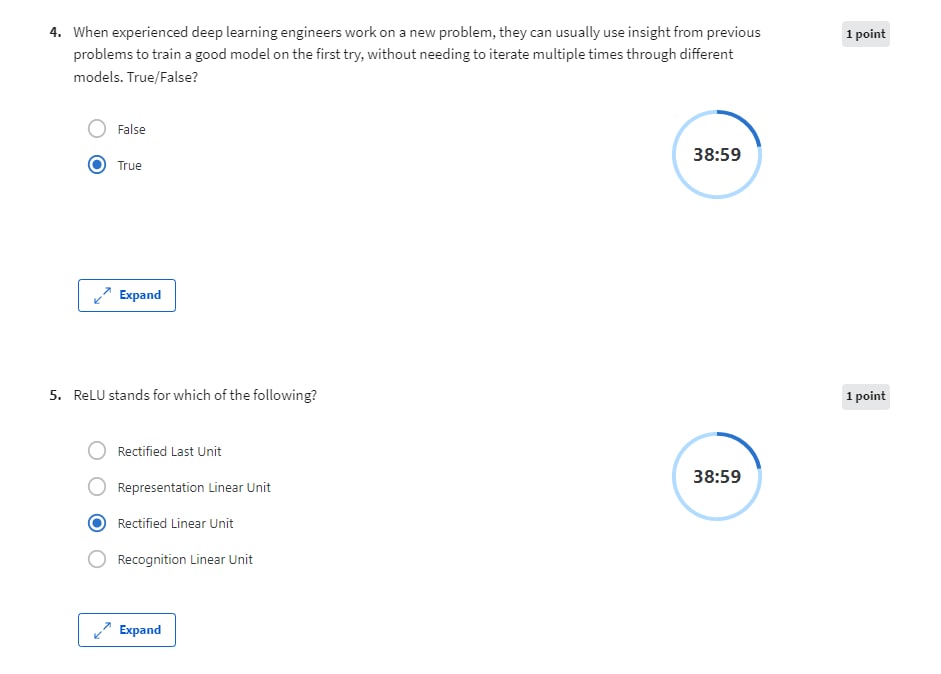 4. When experienced deep learning engineers work on a new problem, they can usually use insight from previous
1 point
problems to train a good model on the first try, without needing to iterate multiple times through different
models. True/False?
False
38:59
True
Expand
5. ReLU stands for which of the following?
1 point
Rectified Last Unit
38:59
Representation Linear Unit
Rectified Linear Unit
Recognition Linear Unit
Expand